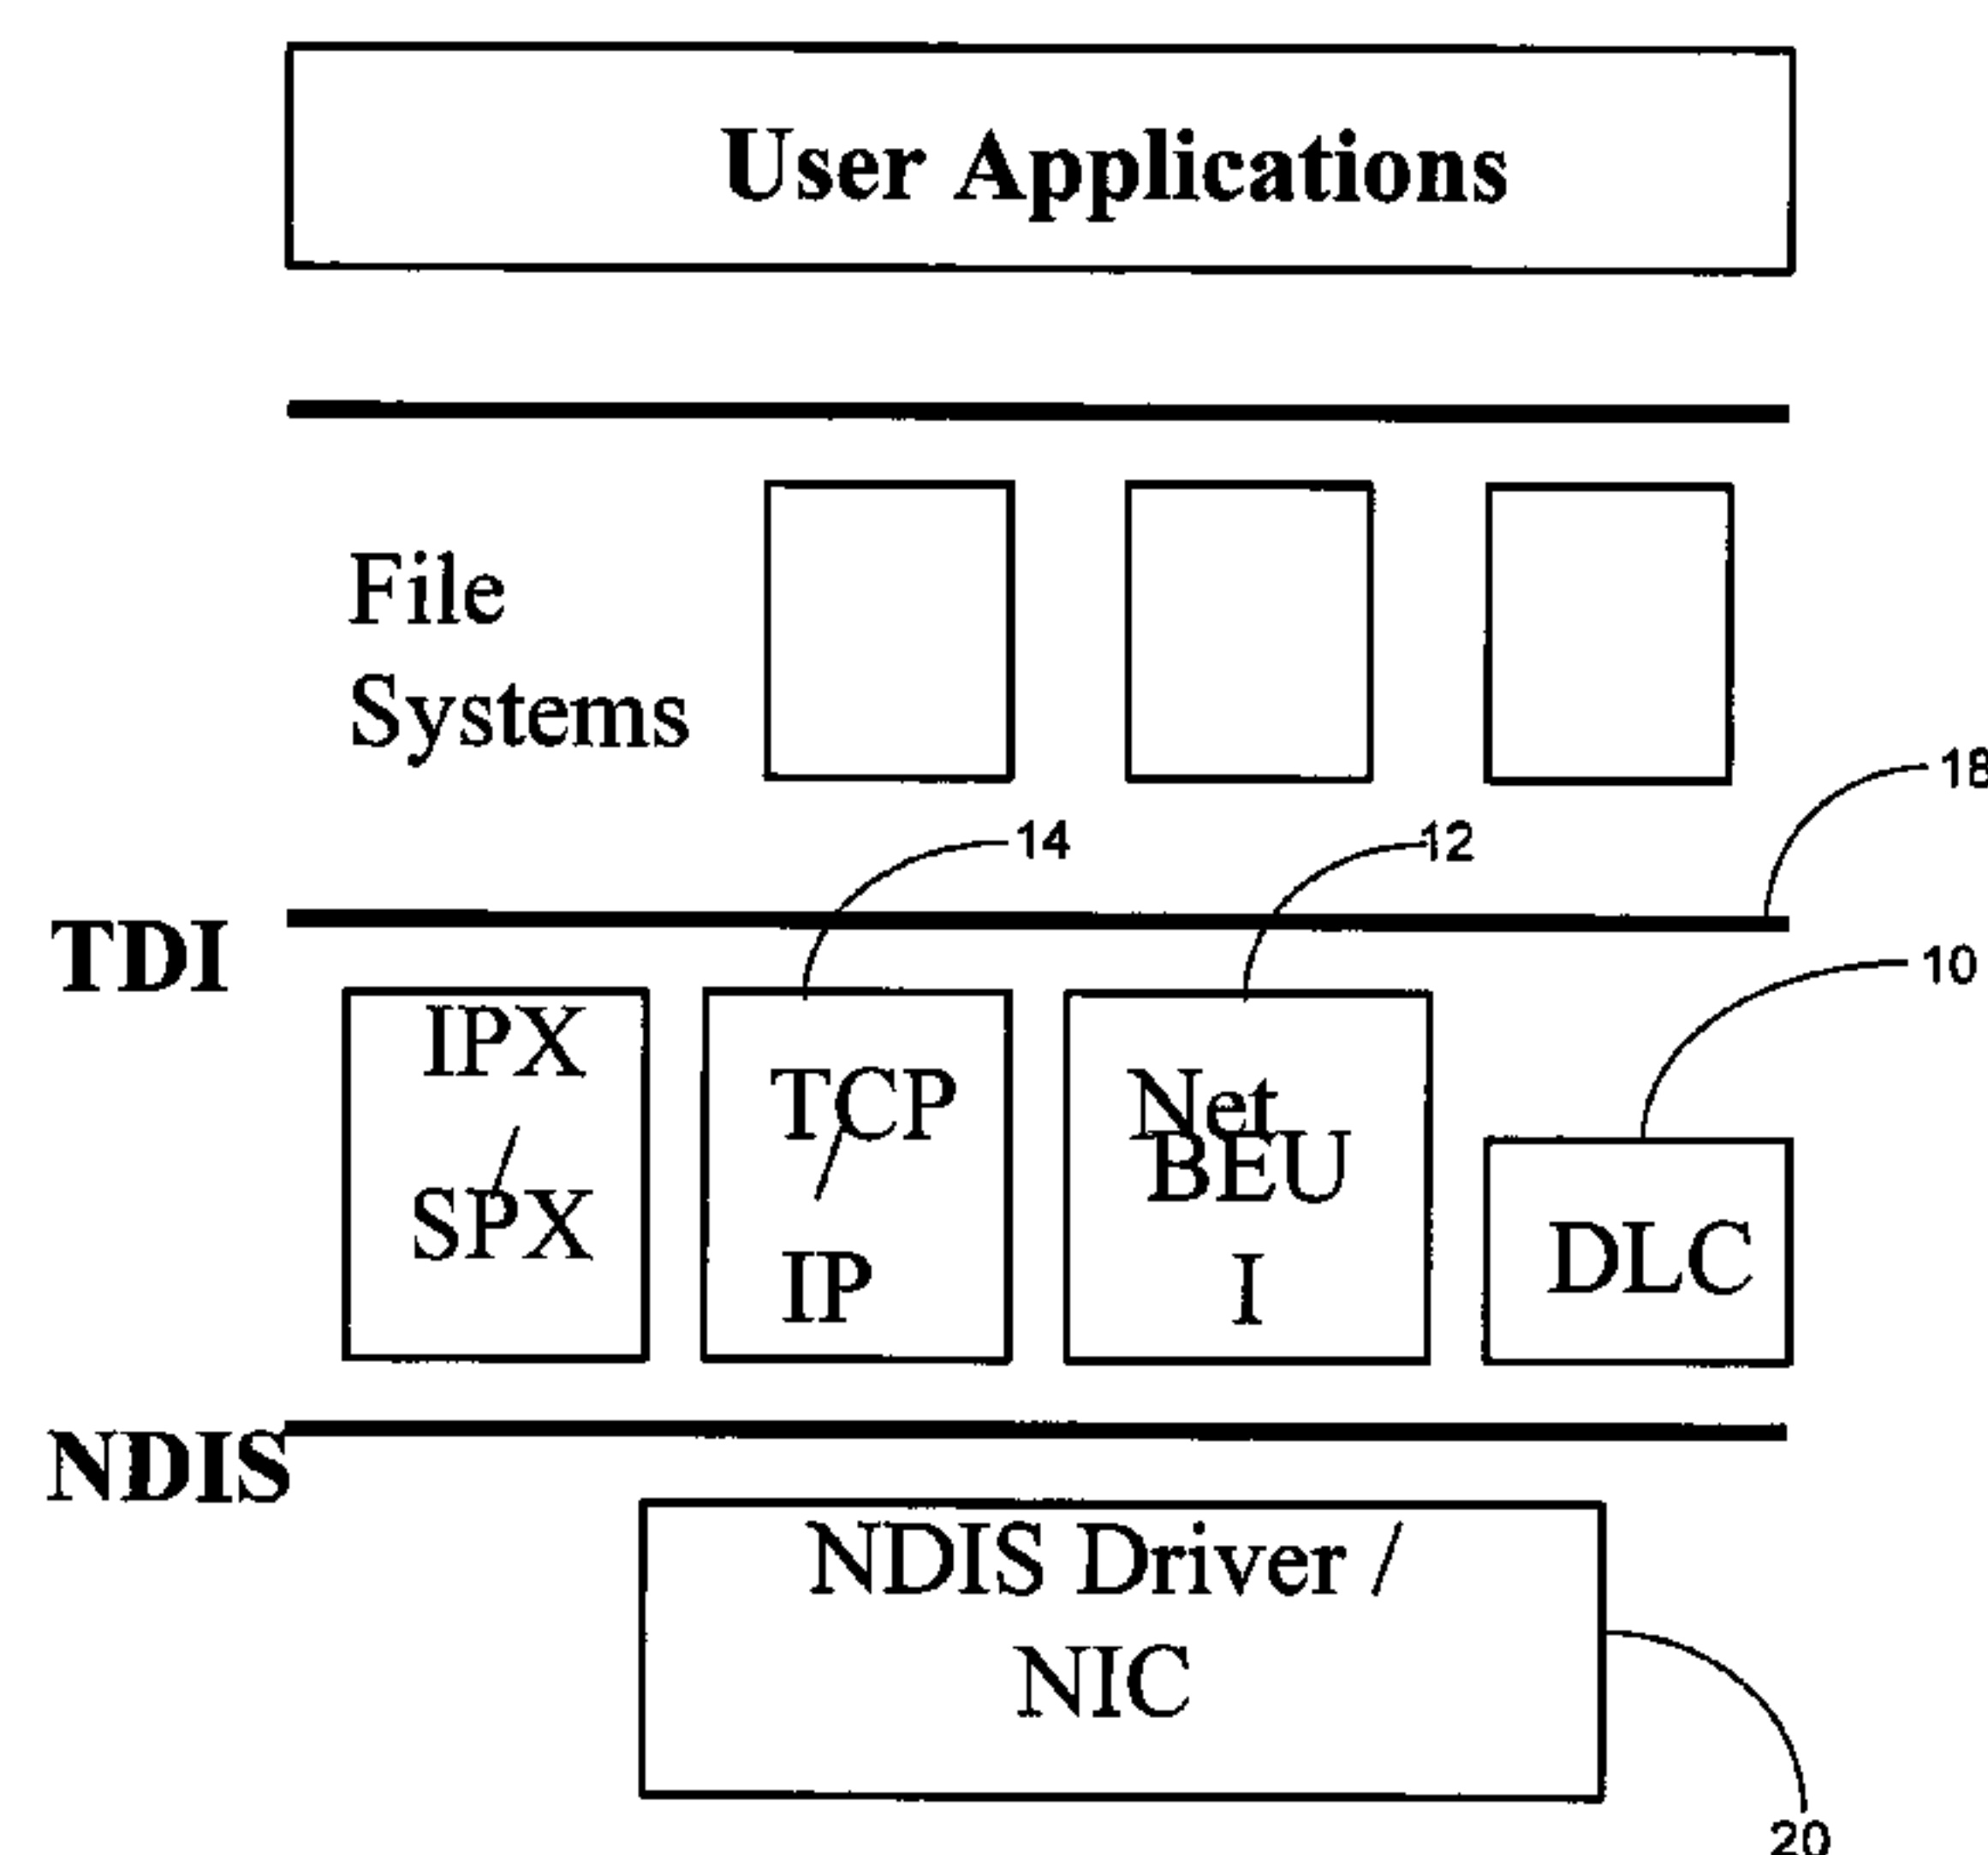 User Applications
File
Systems
18
14
12
TDI
10
IPX
/
SPX
TCP
/
IP
Net
BEU
I
DLC
NDIS
NDIS Driver /
NIC
20